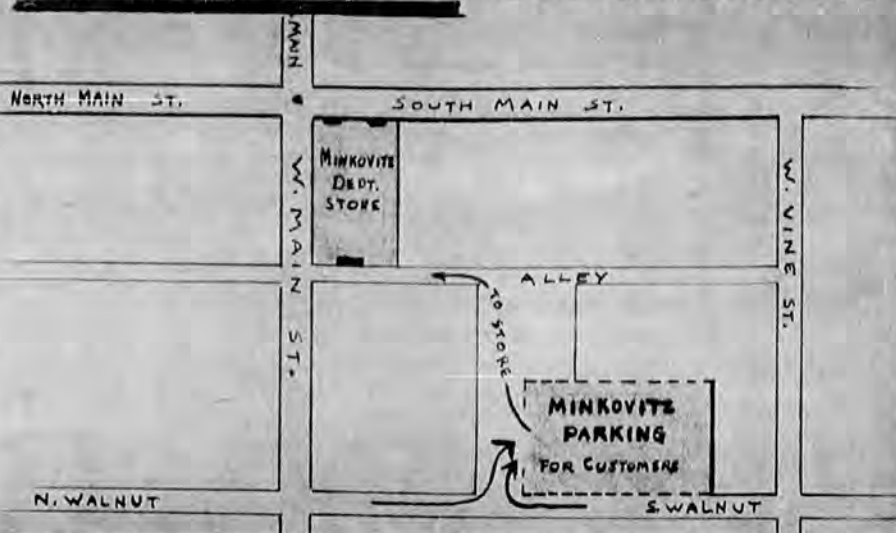 MAIN
NORTH MAIN ST.
SOUTH MAIN ST.
MINKOVITZ
DEPT.
STORE
W. MAIN ST.
W. VINE ST.
ALLEY
TO STORE
MINKOVITZ
PARKING
FOR CUSTOMERS
N. WALNUT
S. WALNUT